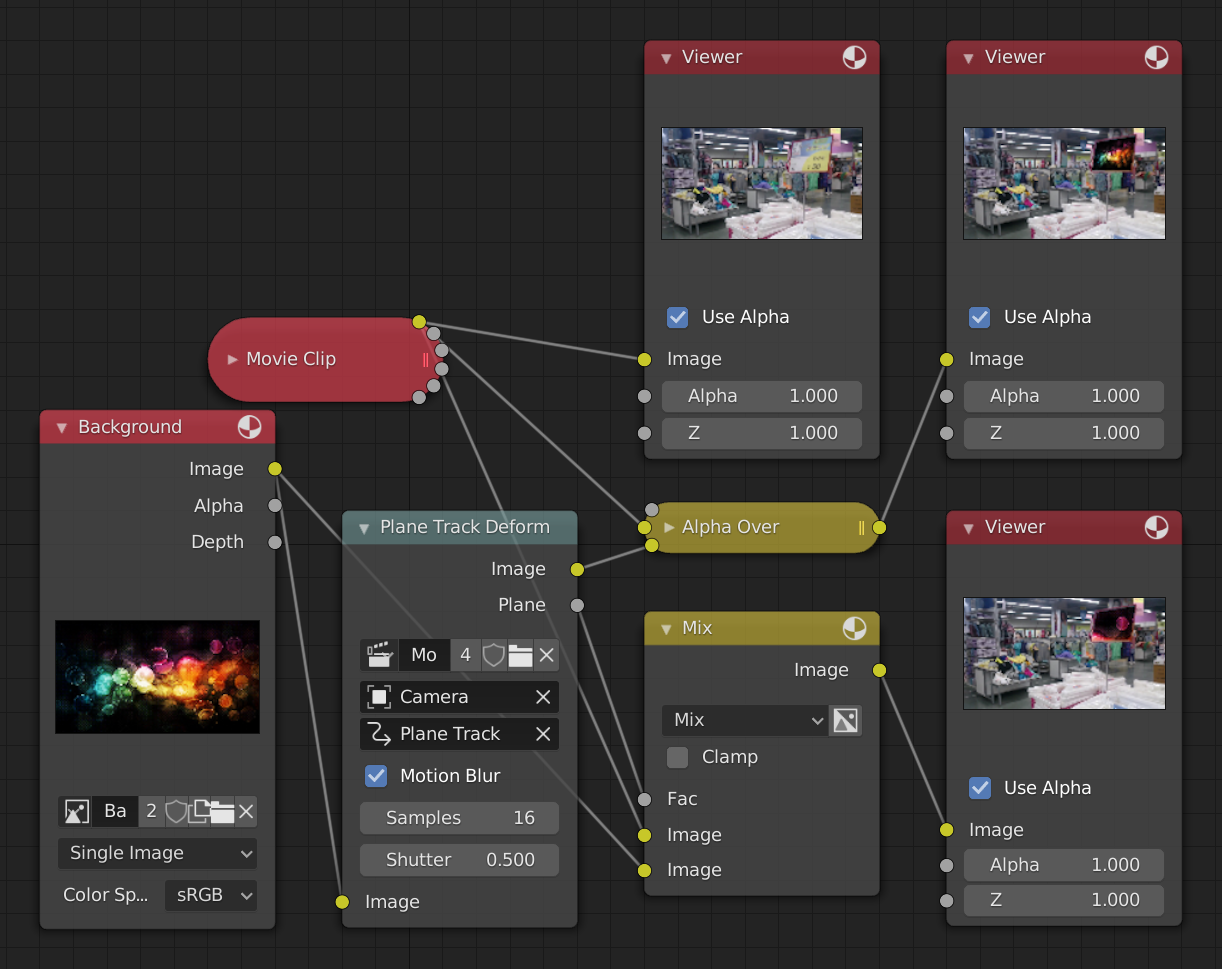 Viewer
Use Alpha
Image
Alpha 1.000
Z 1.000
Viewer
Use Alpha
Image
Alpha 1.000
Z 1.000
Movie Clip
Background
Image
Alpha
Depth
Ba 2
Single Image
Color Sp... sRGB
Plane Track Deform
Image
Plane
Mo 4
Camera
Plane Track
Motion Blur
Samples 16
Shutter 0.500
Image
Alpha Over
Mix
Image
Mix
Clamp
Fac
Image
Image
Viewer
Use Alpha
Image
Alpha 1.000
Z 1.000